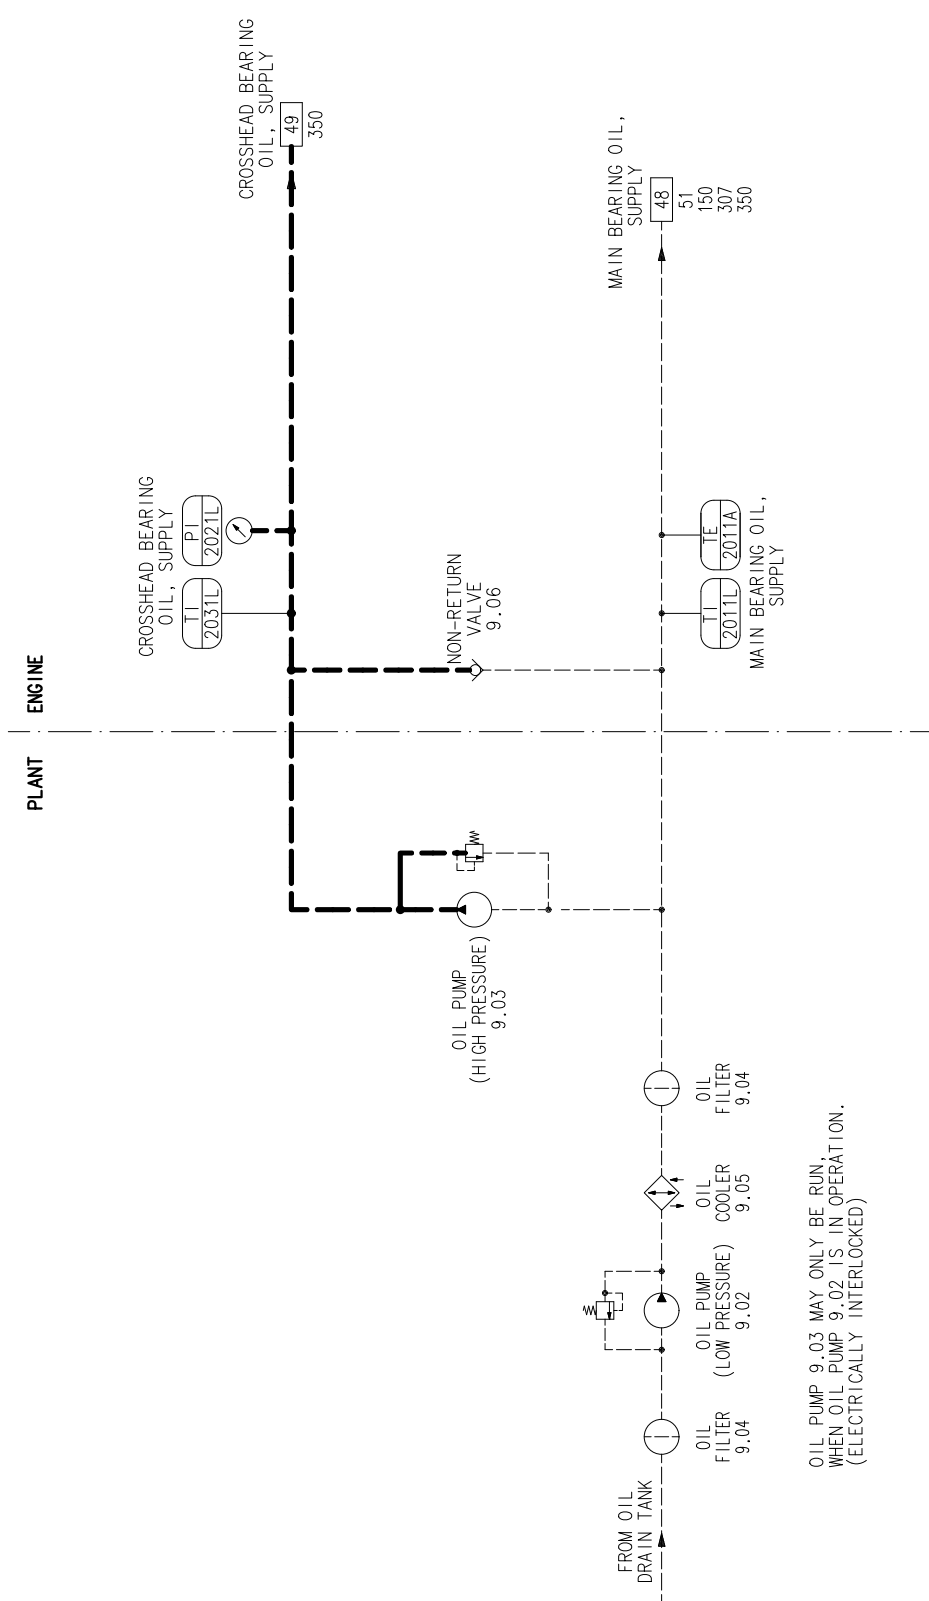 PLANT
ENGINE
CROSSHEAD BEARING
OIL, SUPPLY
49
350
CROSSHEAD BEARING
OIL, SUPPLY
TI
2031L
PI
2021L
NON-RETURN
VALVE
9.06
OIL PUMP
(HIGH PRESSURE)
9.03
MAIN BEARING OIL,
SUPPLY
48
51
150
307
350
TI
2011L
TE
2011A
MAIN BEARING OIL,
SUPPLY
FROM OIL
DRAIN TANK
OIL
FILTER
9.04
OIL PUMP
(LOW PRESSURE)
9.02
OIL
COOLER
9.05
OIL
FILTER
9.04
OIL PUMP 9.03 MAY ONLY BE RUN,
WHEN OIL PUMP 9.02 IS IN OPERATION.
(ELECTRICALLY INTERLOCKED)